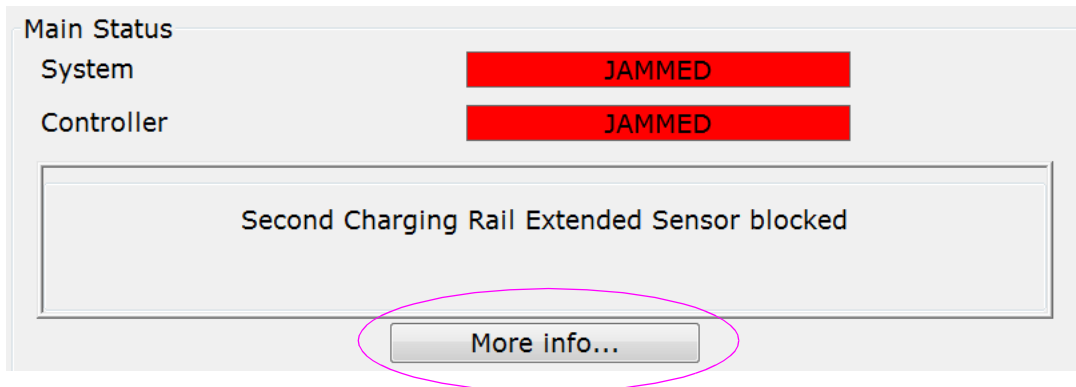 Main Status
System JAMMED
Controller JAMMED
Second Charging Rail Extended Sensor blocked
More info...